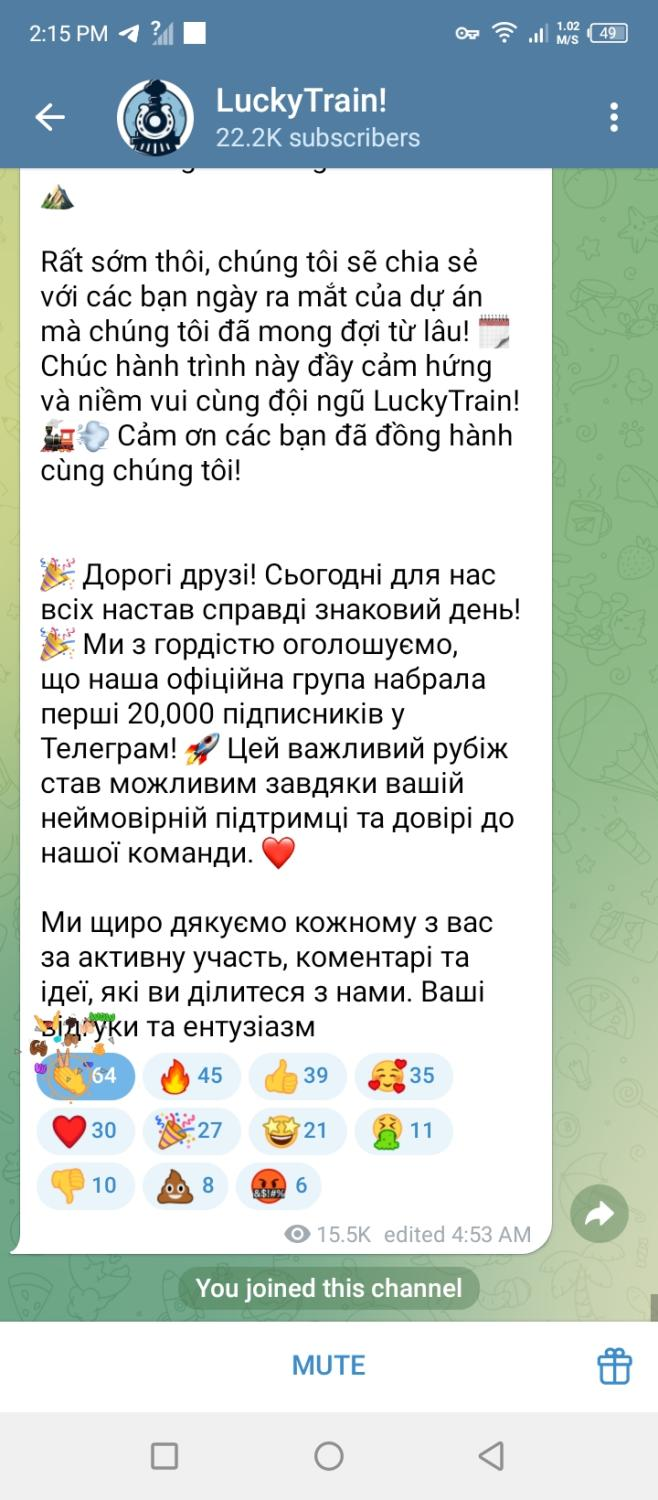 2:15 PM
1.02 M/S
49
LuckyTrain!
22.2K subscribers
Rất sớm thôi, chúng tôi sẽ chia sẻ
với các bạn ngày ra mắt của dự án
mà chúng tôi đã mong đợi từ lâu! 🗓️
Chúc hành trình này đầy cảm hứng
và niềm vui cùng đội ngũ LuckyTrain!
🚂💨 Cảm ơn các bạn đã đồng hành
cùng chúng tôi!
🎉 Дорогі друзі! Сьогодні для нас
всіх настав справді знаковий день!
🎉 Ми з гордістю оголошуємо,
що наша офіційна група набрала
перші 20,000 підписників у
Телеграм! 🚀 Цей важливий рубіж
став можливим завдяки вашій
неймовірній підтримці та довірі до
нашої команди. ❤️
Ми щиро дякуємо кожному з вас
за активну участь, коментарі та
ідеї, які ви ділитеся з нами. Ваші
відгуки та ентузіазм
64 🔥 45 👍 39 🥰 35
❤️ 30 🎉 27 🤩 21 🤮 11
👎 10 💩 8 🤬 6
15.5K edited 4:53 AM
You joined this channel
MUTE